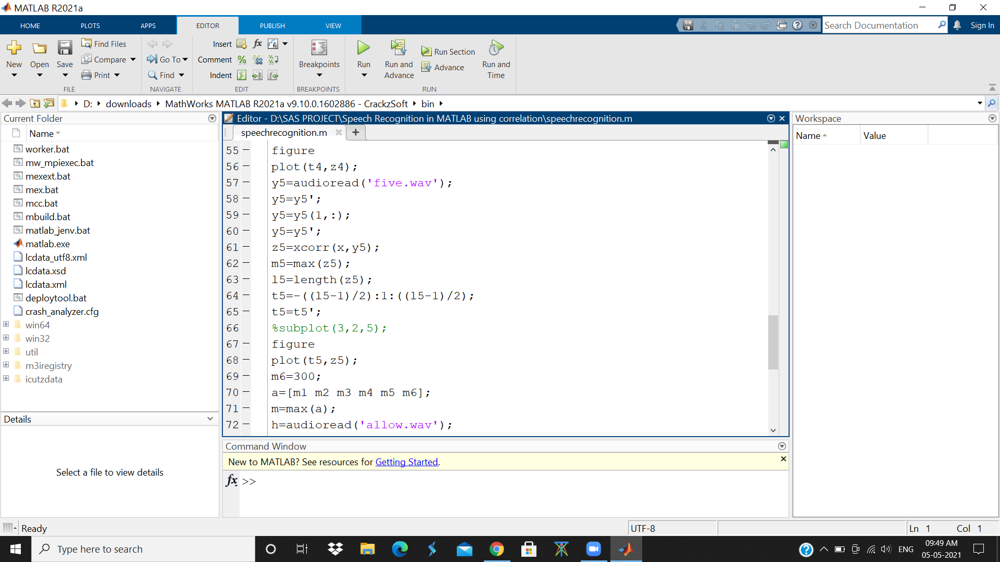 MATLAB R2021a
HOME PLOTS APPS EDITOR PUBLISH VIEW
Search Documentation
Sign In
New
Open
Save
Find Files
Compare
Print
FILE
Go To
Find
NAVIGATE
Insert fx
Comment
Indent
EDIT
Breakpoints
BREAKPOINTS
Run
Run and Advance
Run Section
Advance
Run and Time
RUN
D: downloads MathWorks MATLAB R2021a v9.10.0.1602886 - CrackzSoft bin
Current Folder
Name
worker.bat
mw_mpiexec.bat
mexext.bat
mex.bat
mcc.bat
mbuild.bat
matlab_jenv.bat
matlab.exe
lcdata_utf8.xml
lcdata.xsd
lcdata.xml
deploytool.bat
crash_analyzer.cfg
win64
win32
util
m3iregistry
icutzdata
Details
Select a file to view details
Editor - D:\SAS PROJECT\Speech Recognition in MATLAB using correlation\speechrecognition.m
speechrecognition.m
55 figure
56 plot(t4,z4);
57 y5=audioread('five.wav');
58 y5=y5';
59 y5=y5(1,:);
60 y5=y5';
61 z5=xcorr(x,y5);
62 m5=max(z5);
63 l5=length(z5);
64 t5=-((l5-1)/2):1:((l5-1)/2);
65 t5=t5';
66 %subplot(3,2,5);
67 figure
68 plot(t5,z5);
69 m6=300;
70 a=[m1 m2 m3 m4 m5 m6];
71 m=max(a);
72 h=audioread('allow.wav');
Command Window
New to MATLAB? See resources for Getting Started.
fx >>
Workspace
Name Value
Ready
UTF-8
Ln 1 Col 1
Type here to search
ENG
09:49 AM
05-05-2021